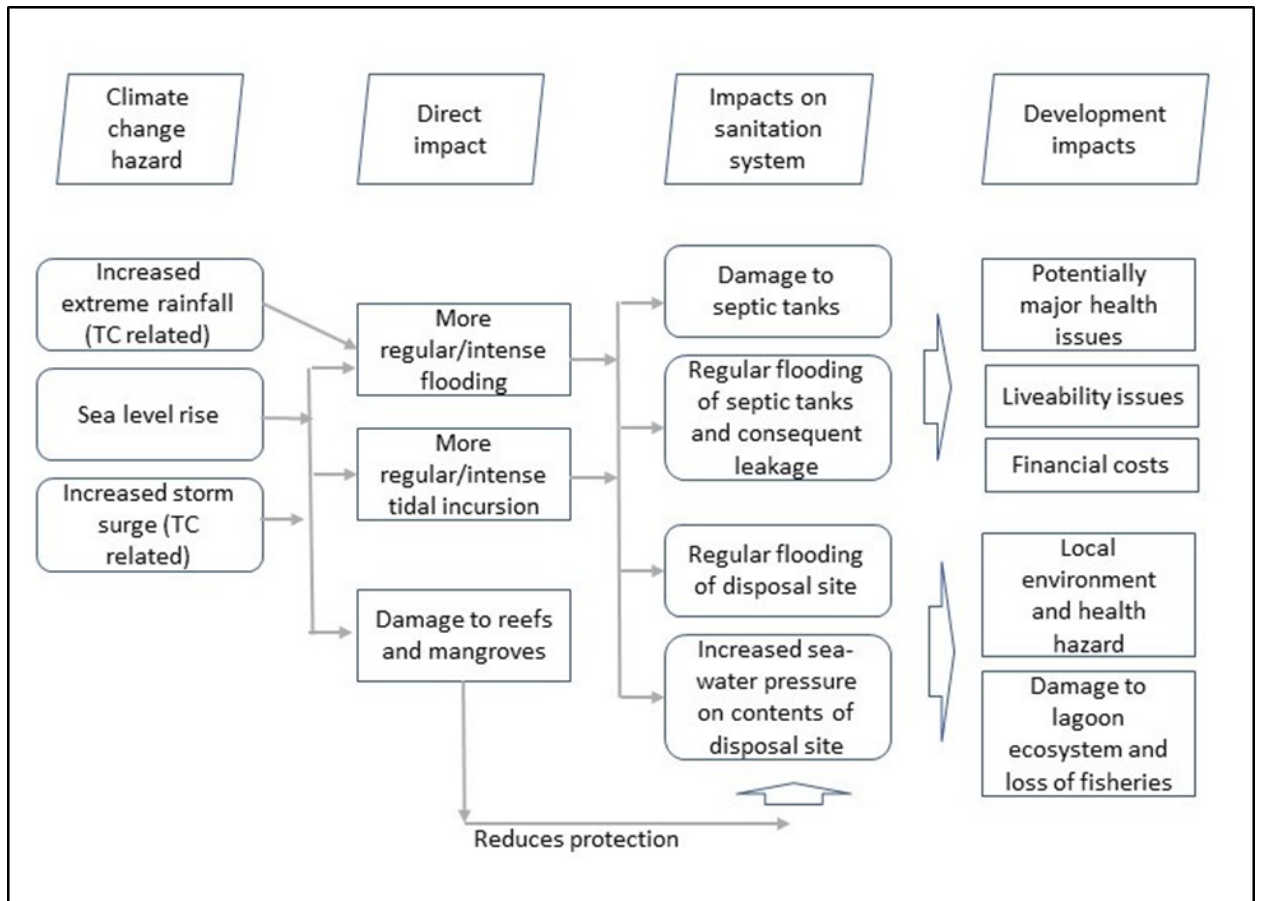 Climate
change
hazard
Direct
impact
Impacts on
sanitation
system
Development
impacts
Increased
extreme rainfall
(TC related)
Sea level rise
Increased storm
surge (TC
related)
More
regular/intense
flooding
More
regular/intense
tidal incursion
Damage to reefs
and mangroves
Reduces protection
Damage to
septic tanks
Regular flooding
of septic tanks
and consequent
leakage
Regular flooding
of disposal site
Increased sea-
water pressure
on contents of
disposal site
Potentially
major health
issues
Liveability issues
Financial costs
Local
environment
and health
hazard
Damage to
lagoon
ecosystem and
loss of fisheries